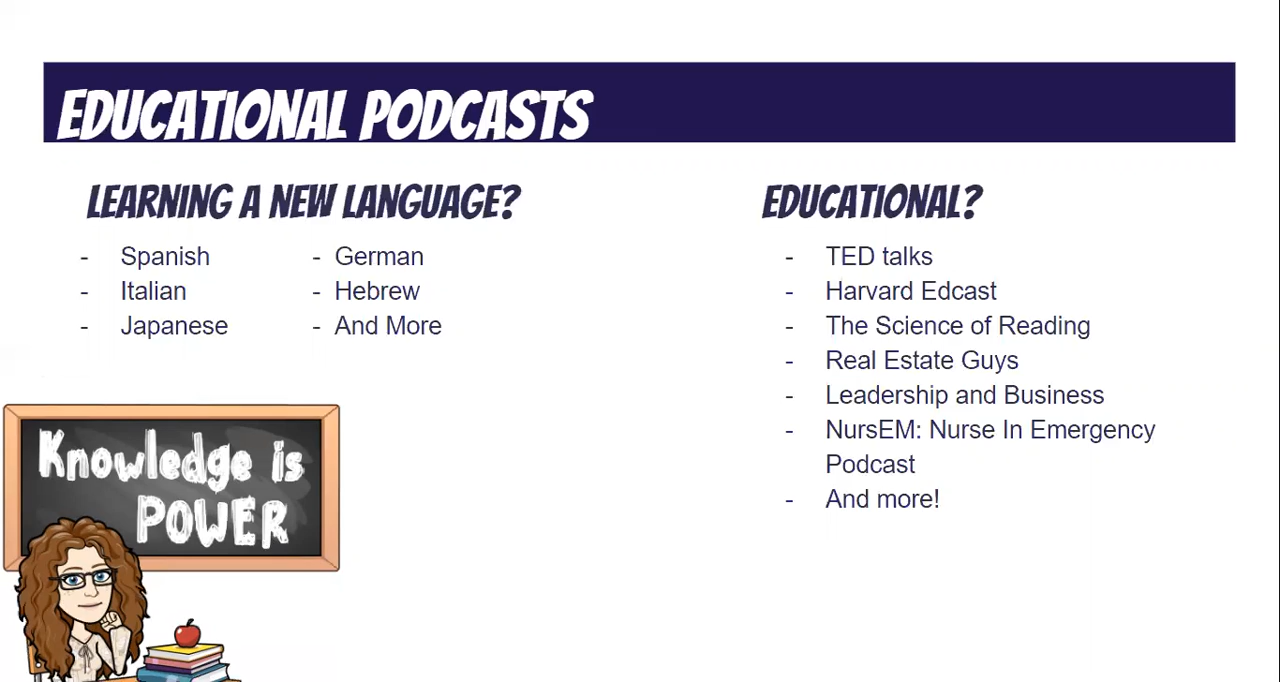 EDUCATIONAL PODCASTS
LEARNING A NEW LANGUAGE?
- Spanish
- Italian
- Japanese
- German
- Hebrew
- And More
EDUCATIONAL?
- TED talks
- Harvard Edcast
- The Science of Reading
- Real Estate Guys
- Leadership and Business
- NursEM: Nurse In Emergency
Podcast
- And more!
Knowledge is
POWER